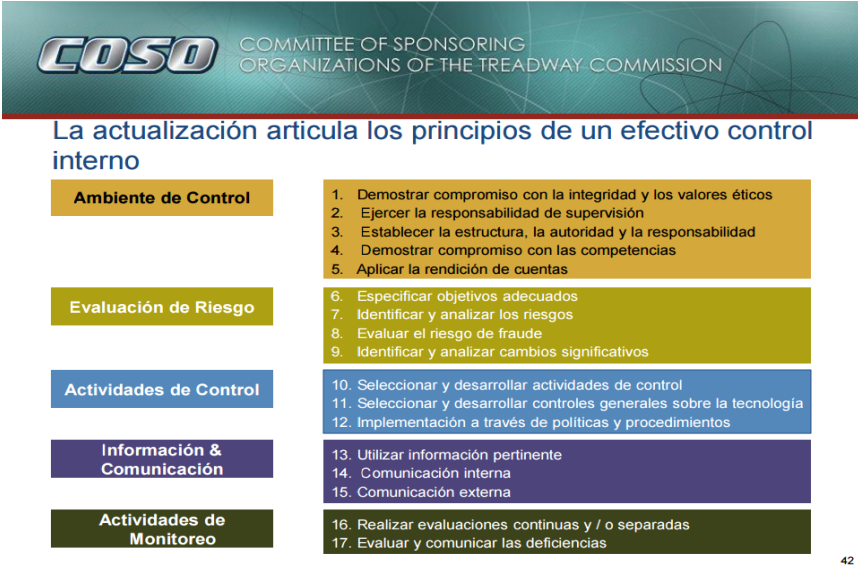 COSO
COMMITTEE OF SPONSORING
ORGANIZATIONS OF THE TREADWAY COMMISSION
La actualización articula los principios de un efectivo control
interno
Ambiente de Control
1. Demostrar compromiso con la integridad y los valores éticos
2. Ejercer la responsabilidad de supervisión
3. Establecer la estructura, la autoridad y la responsabilidad
4. Demostrar compromiso con las competencias
5. Aplicar la rendición de cuentas
Evaluación de Riesgo
6. Especificar objetivos adecuados
7. Identificar y analizar los riesgos
8. Evaluar el riesgo de fraude
9. Identificar y analizar cambios significativos
Actividades de Control
10. Seleccionar y desarrollar actividades de control
11. Seleccionar y desarrollar controles generales sobre la tecnología
12. Implementación a través de políticas y procedimientos
Información &
Comunicación
13. Utilizar información pertinente
14. Comunicación interna
15. Comunicación externa
Actividades de
Monitoreo
16. Realizar evaluaciones continuas y / o separadas
17. Evaluar y comunicar las deficiencias
42